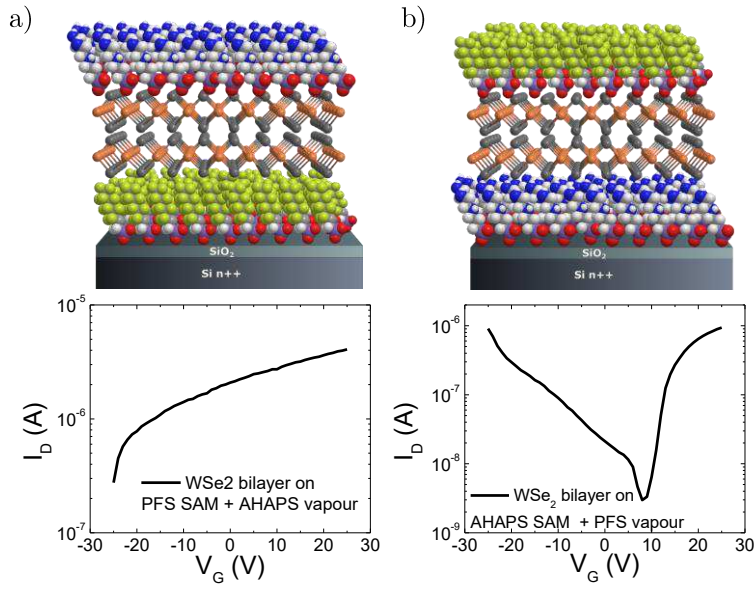 a)
SiO₂
Si n++
10⁻⁵
10⁻⁶
10⁻⁷
I_D (A)
WSe2 bilayer on
PFS SAM + AHAPS vapour
-30 -20 -10 0 10 20 30
V_G (V)
b)
SiO₂
Si n++
10⁻⁶
10⁻⁷
10⁻⁸
10⁻⁹
I_D (A)
WSe₂ bilayer on
AHAPS SAM + PFS vapour
-30 -20 -10 0 10 20 30
V_G (V)